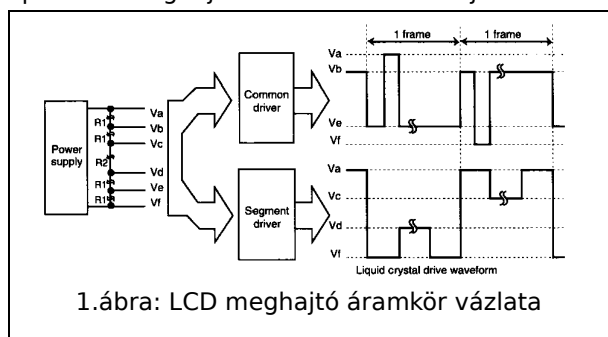 1 frame 1 frame
Va
Vb
Ve
Vf
Common driver
Power supply
R1
R1
R2
R1
R1
Va
Vb
Vc
Vd
Ve
Vf
Segment driver
Va
Vc
Vd
Vf
Liquid crystal drive waveform
1.ábra: LCD meghajtó áramkör vázlata